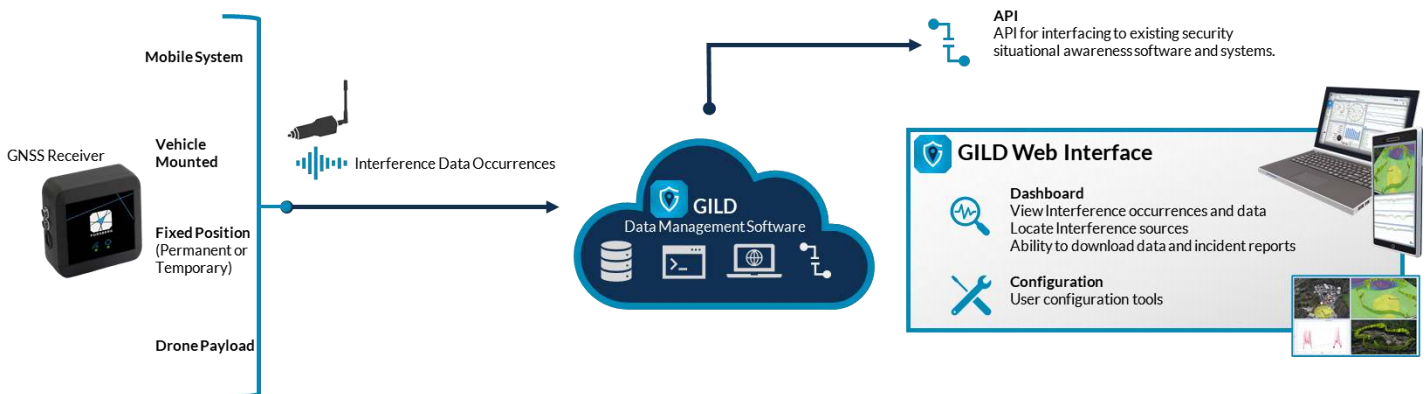 GNSS Receiver
Mobile System
Vehicle
Mounted
Fixed Position
(Permanent or
Temporary)
Drone Payload
Interference Data Occurrences
GILD
Data Management Software
API
API for interfacing to existing security
situational awareness software and systems.
GILD Web Interface
Dashboard
View Interference occurrences and data
Locate Interference sources
Ability to download data and incident reports
Configuration
User configuration tools